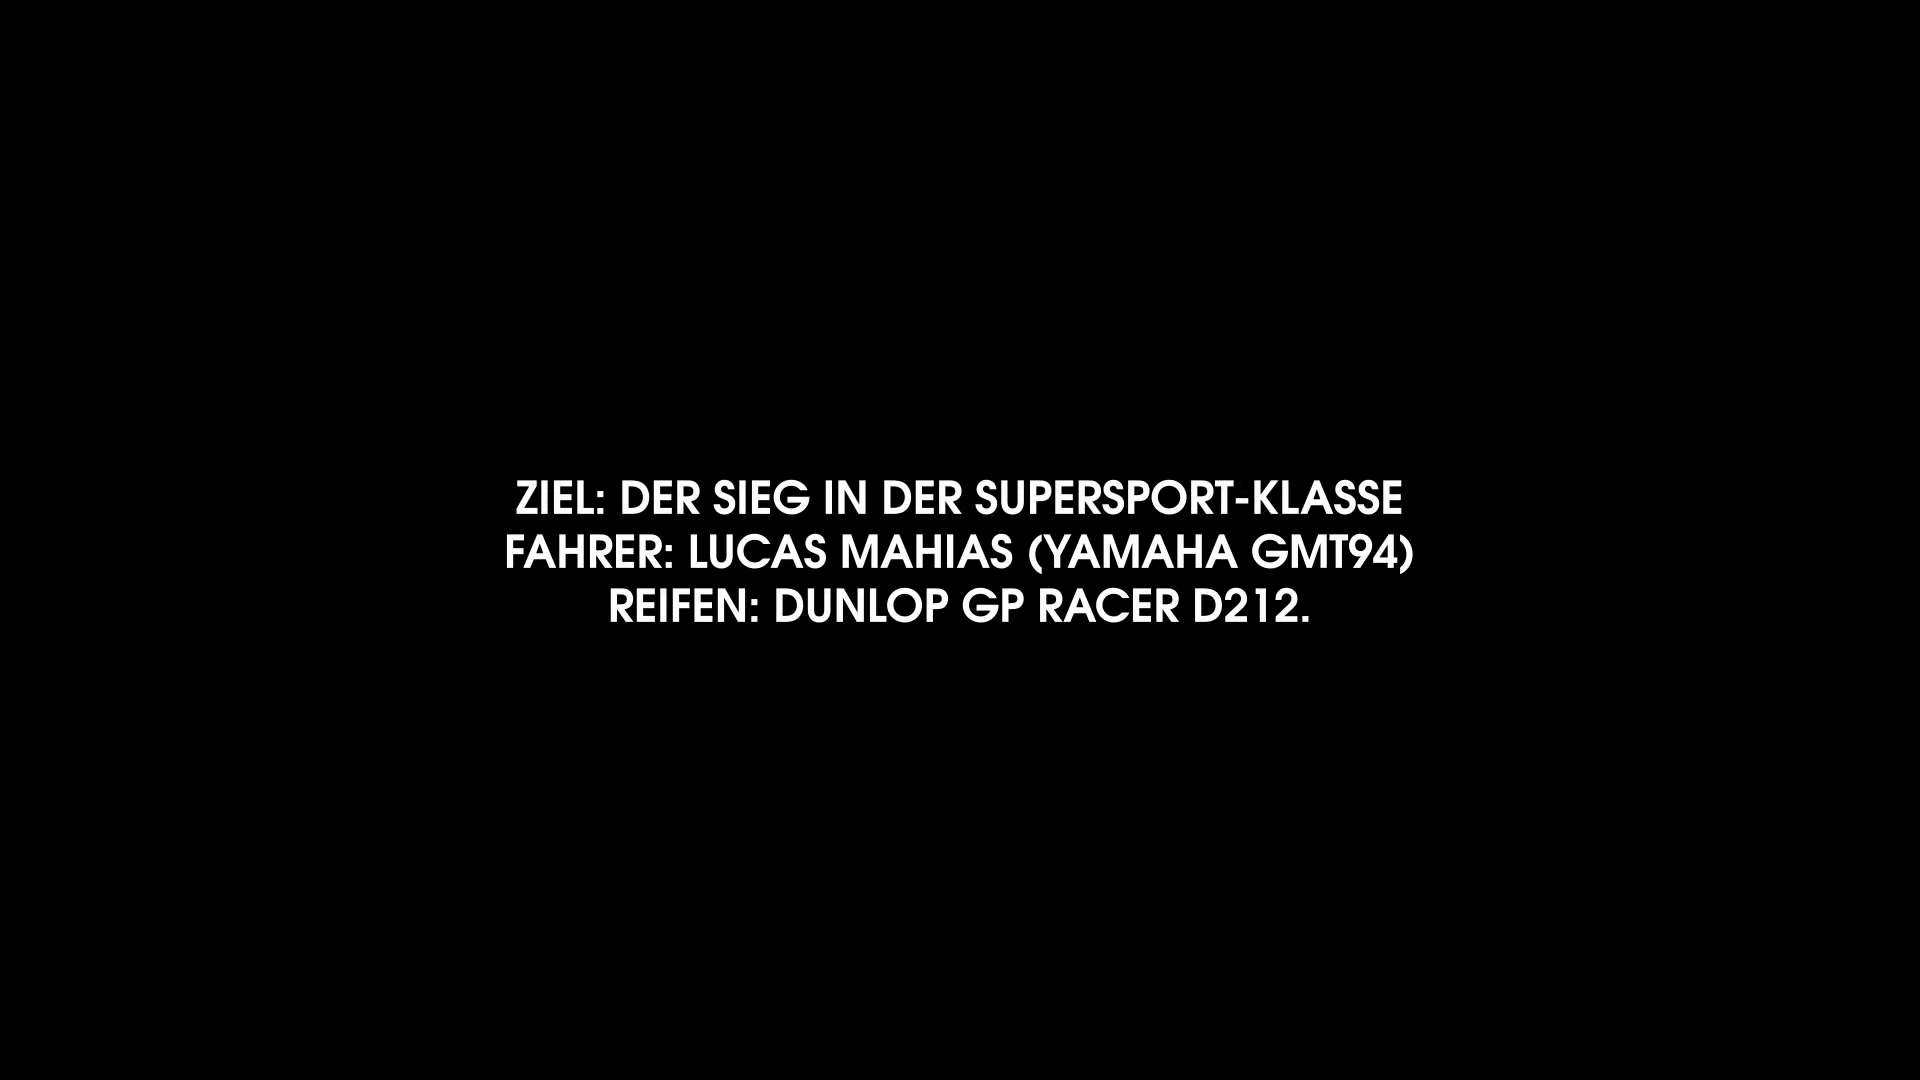 ZIEL: DER SIEG IN DER SUPERSPORT-KLASSE
FAHRER: LUCAS MAHIAS (YAMAHA GMT94)
REIFEN: DUNLOP GP RACER D212.